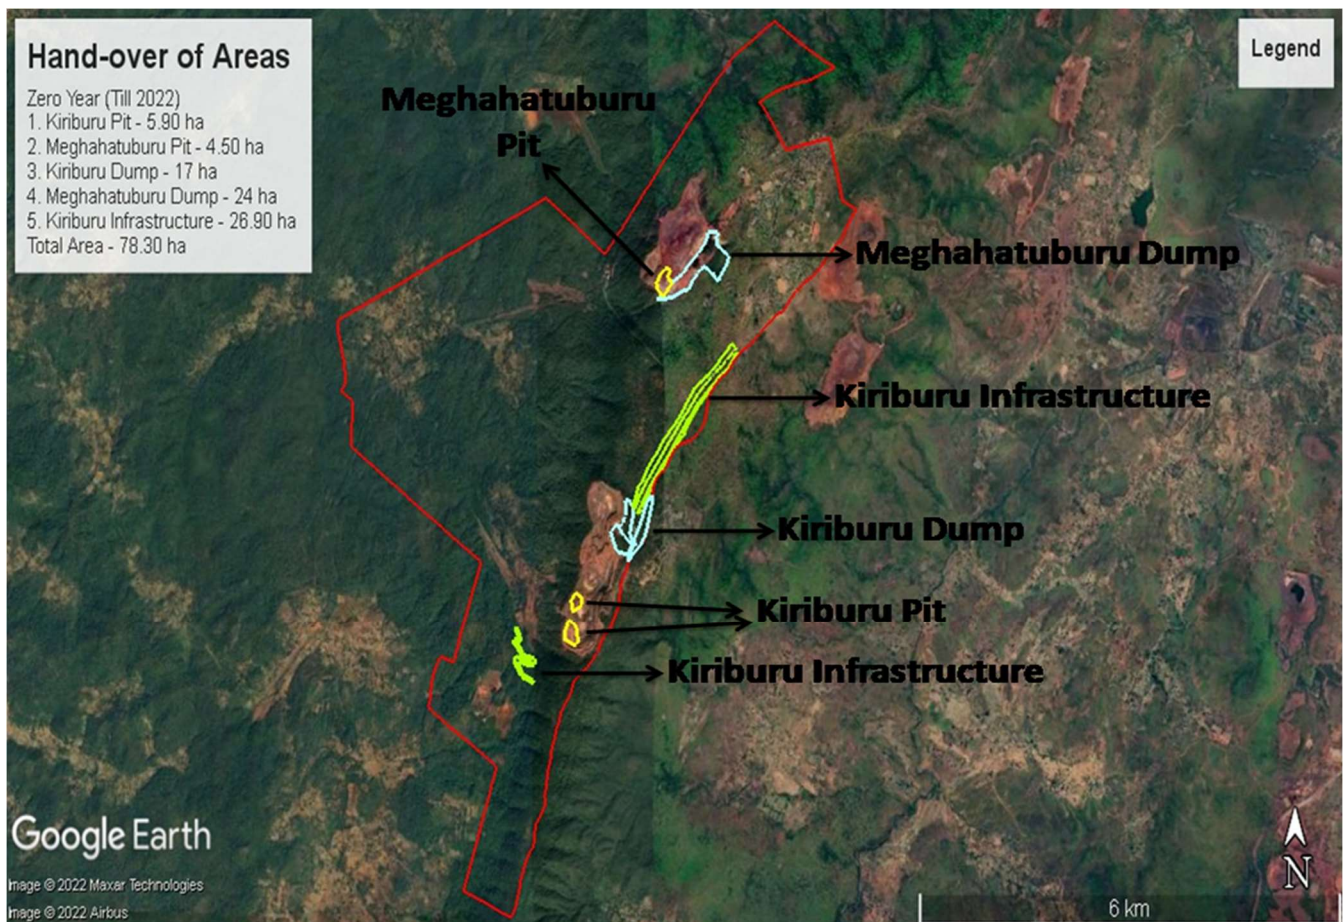 Hand-over of Areas
Zero Year (Till 2022)
1. Kiriburu Pit - 5.90 ha
2. Meghahatuburu Pit - 4.50 ha
3. Kiriburu Dump - 17 ha
4. Meghahatuburu Dump - 24 ha
5. Kiriburu Infrastructure - 26.90 ha
Total Area - 78.30 ha
Legend
Meghahatuburu
Pit
Meghahatuburu Dump
Kiriburu Infrastructure
Kiriburu Dump
Kiriburu Pit
Kiriburu Infrastructure
Google Earth
Image © 2022 Maxar Technologies
Image © 2022 Airbus
6 km
N